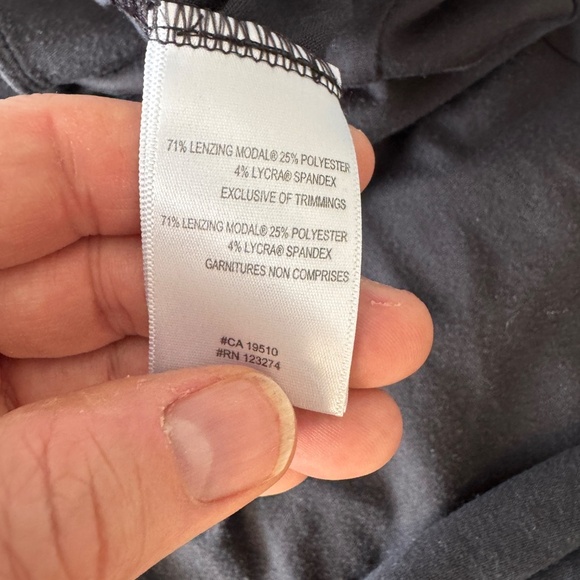 71% LENZING MODAL® 25% POLYESTER
4% LYCRA® SPANDEX
EXCLUSIVE OF TRIMMINGS
71% LENZING MODAL® 25% POLYESTER
4% LYCRA® SPANDEX
GARNITURES NON COMPRISES
#CA 19510
#RN 123274